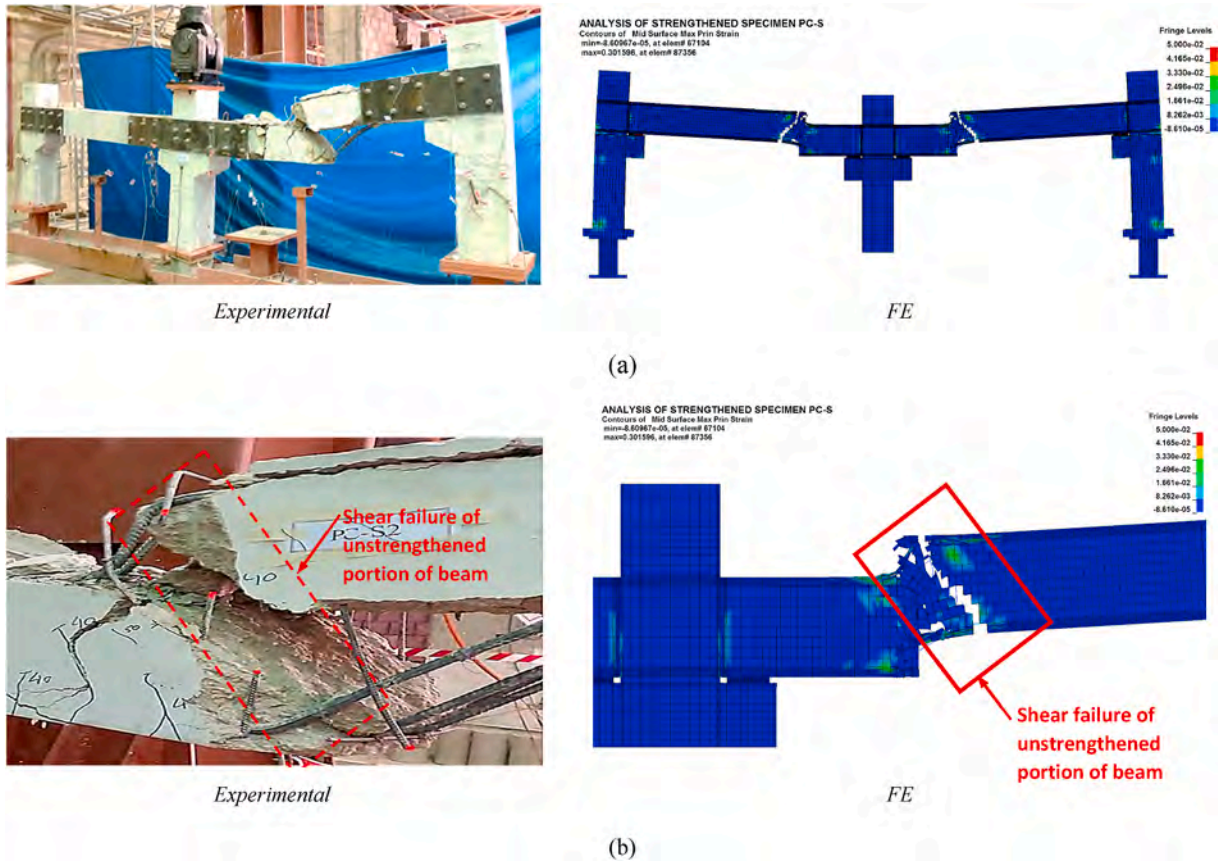 ANALYSIS OF STRENGTHENED SPECIMEN PC-S
Contours of Mid Surface Max Prin Strain
min=-8.60967e-05, at elem# 67104
max=0.301596, at elem# 87356
Fringe Levels
5.000e-02
4.165e-02
3.330e-02
2.496e-02
1.661e-02
8.262e-03
-8.610e-05
Experimental
FE
(a)
ANALYSIS OF STRENGTHENED SPECIMEN PC-S
Contours of Mid Surface Max Prin Strain
min=-8.60967e-05, at elem# 67104
max=0.301596, at elem# 87356
Fringe Levels
5.000e-02
4.165e-02
3.330e-02
2.496e-02
1.661e-02
8.262e-03
-8.610e-05
Shear failure of
unstrengthened
portion of beam
PC-S2
40
40
50
40
Shear failure of
unstrengthened
portion of beam
Experimental
FE
(b)